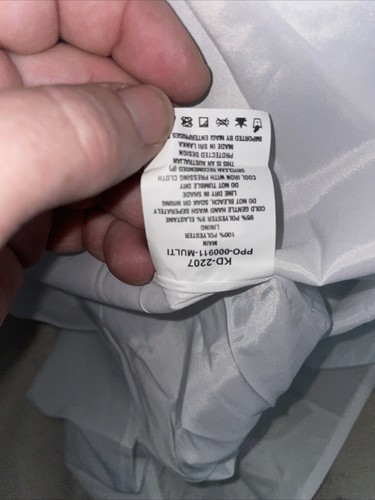 KD-2207
PPO-000911-MULTI
MAIN
100% POLYESTER
LINING
95% POLYESTER 9% ELASTANE
COLD GENTLE HAND WASH SEPERATELY
DO NOT BLEACH, SOAK OR WRING
LINE DRY IN SHADE
DO NOT TUMBLE DRY
COOL IRON WITH PRESSING CLOTH
DRYCLEAN RECOMMENDED (P)
THIS IS AN AUSTRALIAN
PROTECTED DESIGN
MADE IN SRI LANKA
IMPORTED BY MAGI ENTERPRISES